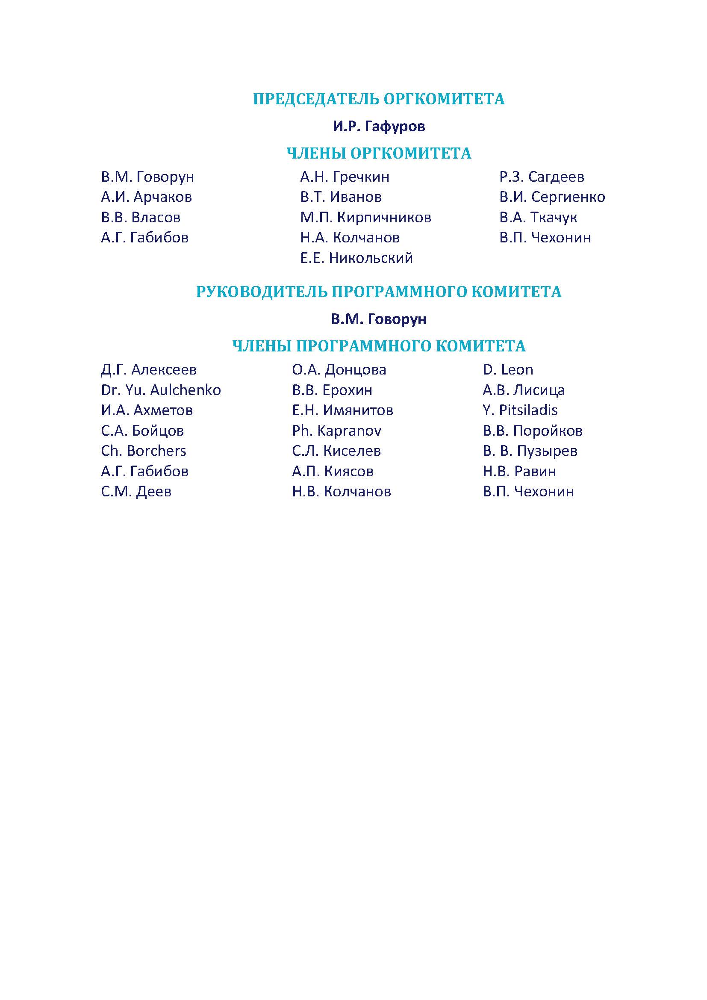 ПРЕДСЕДАТЕЛЬ ОРГКОМИТЕТА
И.Р. Гафуров
ЧЛЕНЫ ОРГКОМИТЕТА
В.М. Говорун
А.И. Арчаков
В.В. Власов
А.Г. Габибов
А.Н. Гречкин
В.Т. Иванов
М.П. Кирпичников
Н.А. Колчанов
Е.Е. Никольский
Р.З. Сагдеев
В.И. Сергиенко
В.А. Ткачук
В.П. Чехонин
РУКОВОДИТЕЛЬ ПРОГРАММНОГО КОМИТЕТА
В.М. Говорун
ЧЛЕНЫ ПРОГРАММНОГО КОМИТЕТА
Д.Г. Алексеев
Dr. Yu. Aulchenko
И.А. Ахметов
С.А. Бойцов
Ch. Borchers
А.Г. Габибов
С.М. Деев
О.А. Донцова
В.В. Ерохин
Е.Н. Имянитов
Ph. Kapranov
С.Л. Киселев
А.П. Киясов
Н.В. Колчанов
D. Leon
А.В. Лисица
Y. Pitsiladis
В.В. Поройков
В. В. Пузырев
Н.В. Равин
В.П. Чехонин